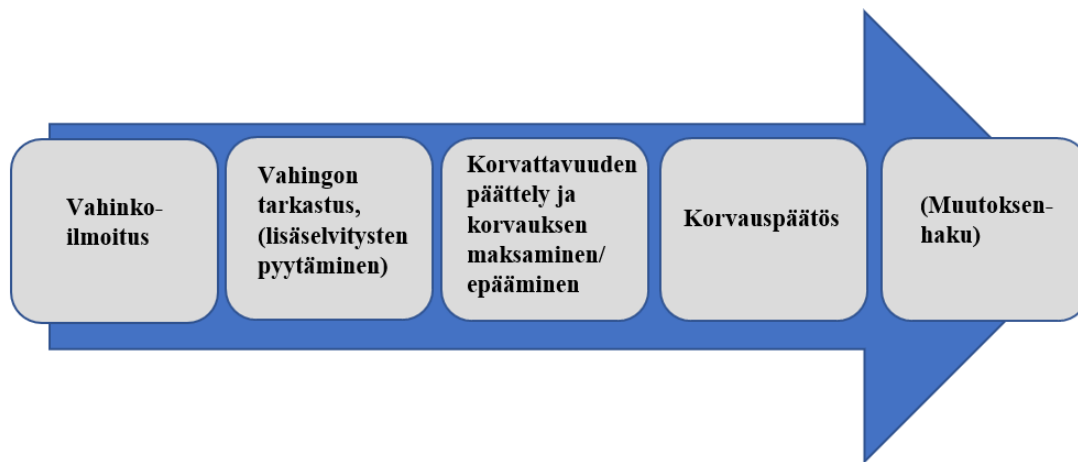 Vahinko-
ilmoitus
Vahingon
tarkastus,
(lisäselvitysten
pyytäminen)
Korvattavuuden
päättely ja
korvauksen
maksaminen/
epääminen
Korvauspäätös
(Muutoksen-
haku)